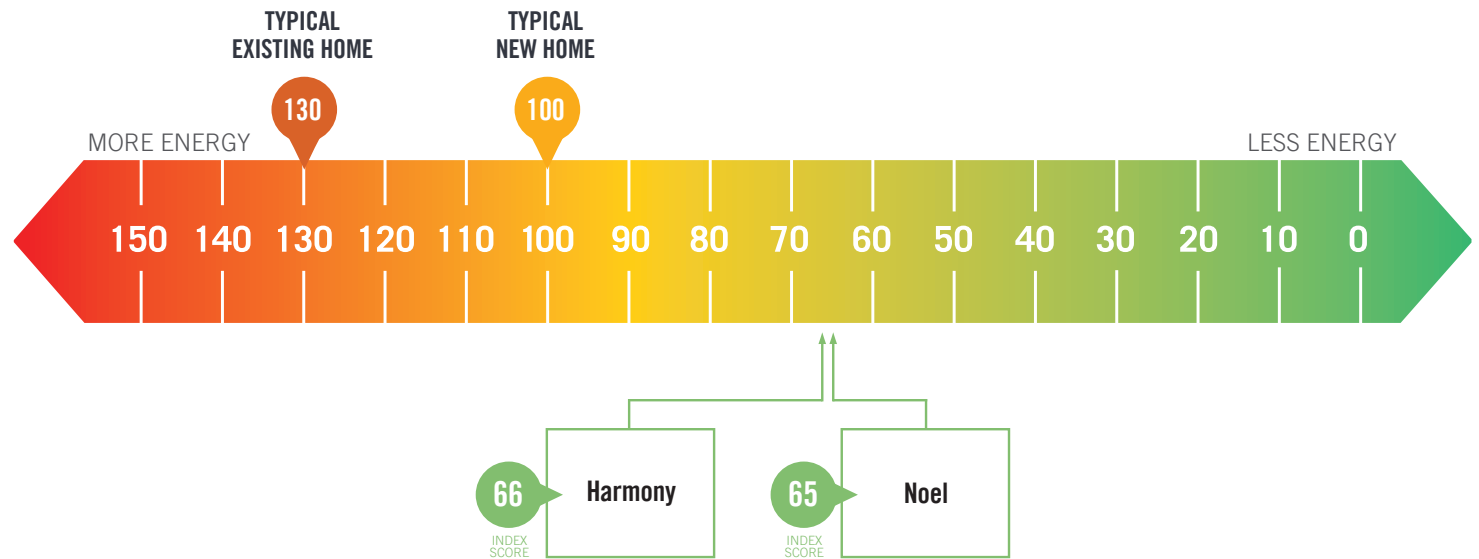 TYPICAL
EXISTING HOME
TYPICAL
NEW HOME
130
100
MORE ENERGY
LESS ENERGY
150 140 130 120 110 100 90 80 70 60 50 40 30 20 10 0
66
INDEX
SCORE
Harmony
65
INDEX
SCORE
Noel